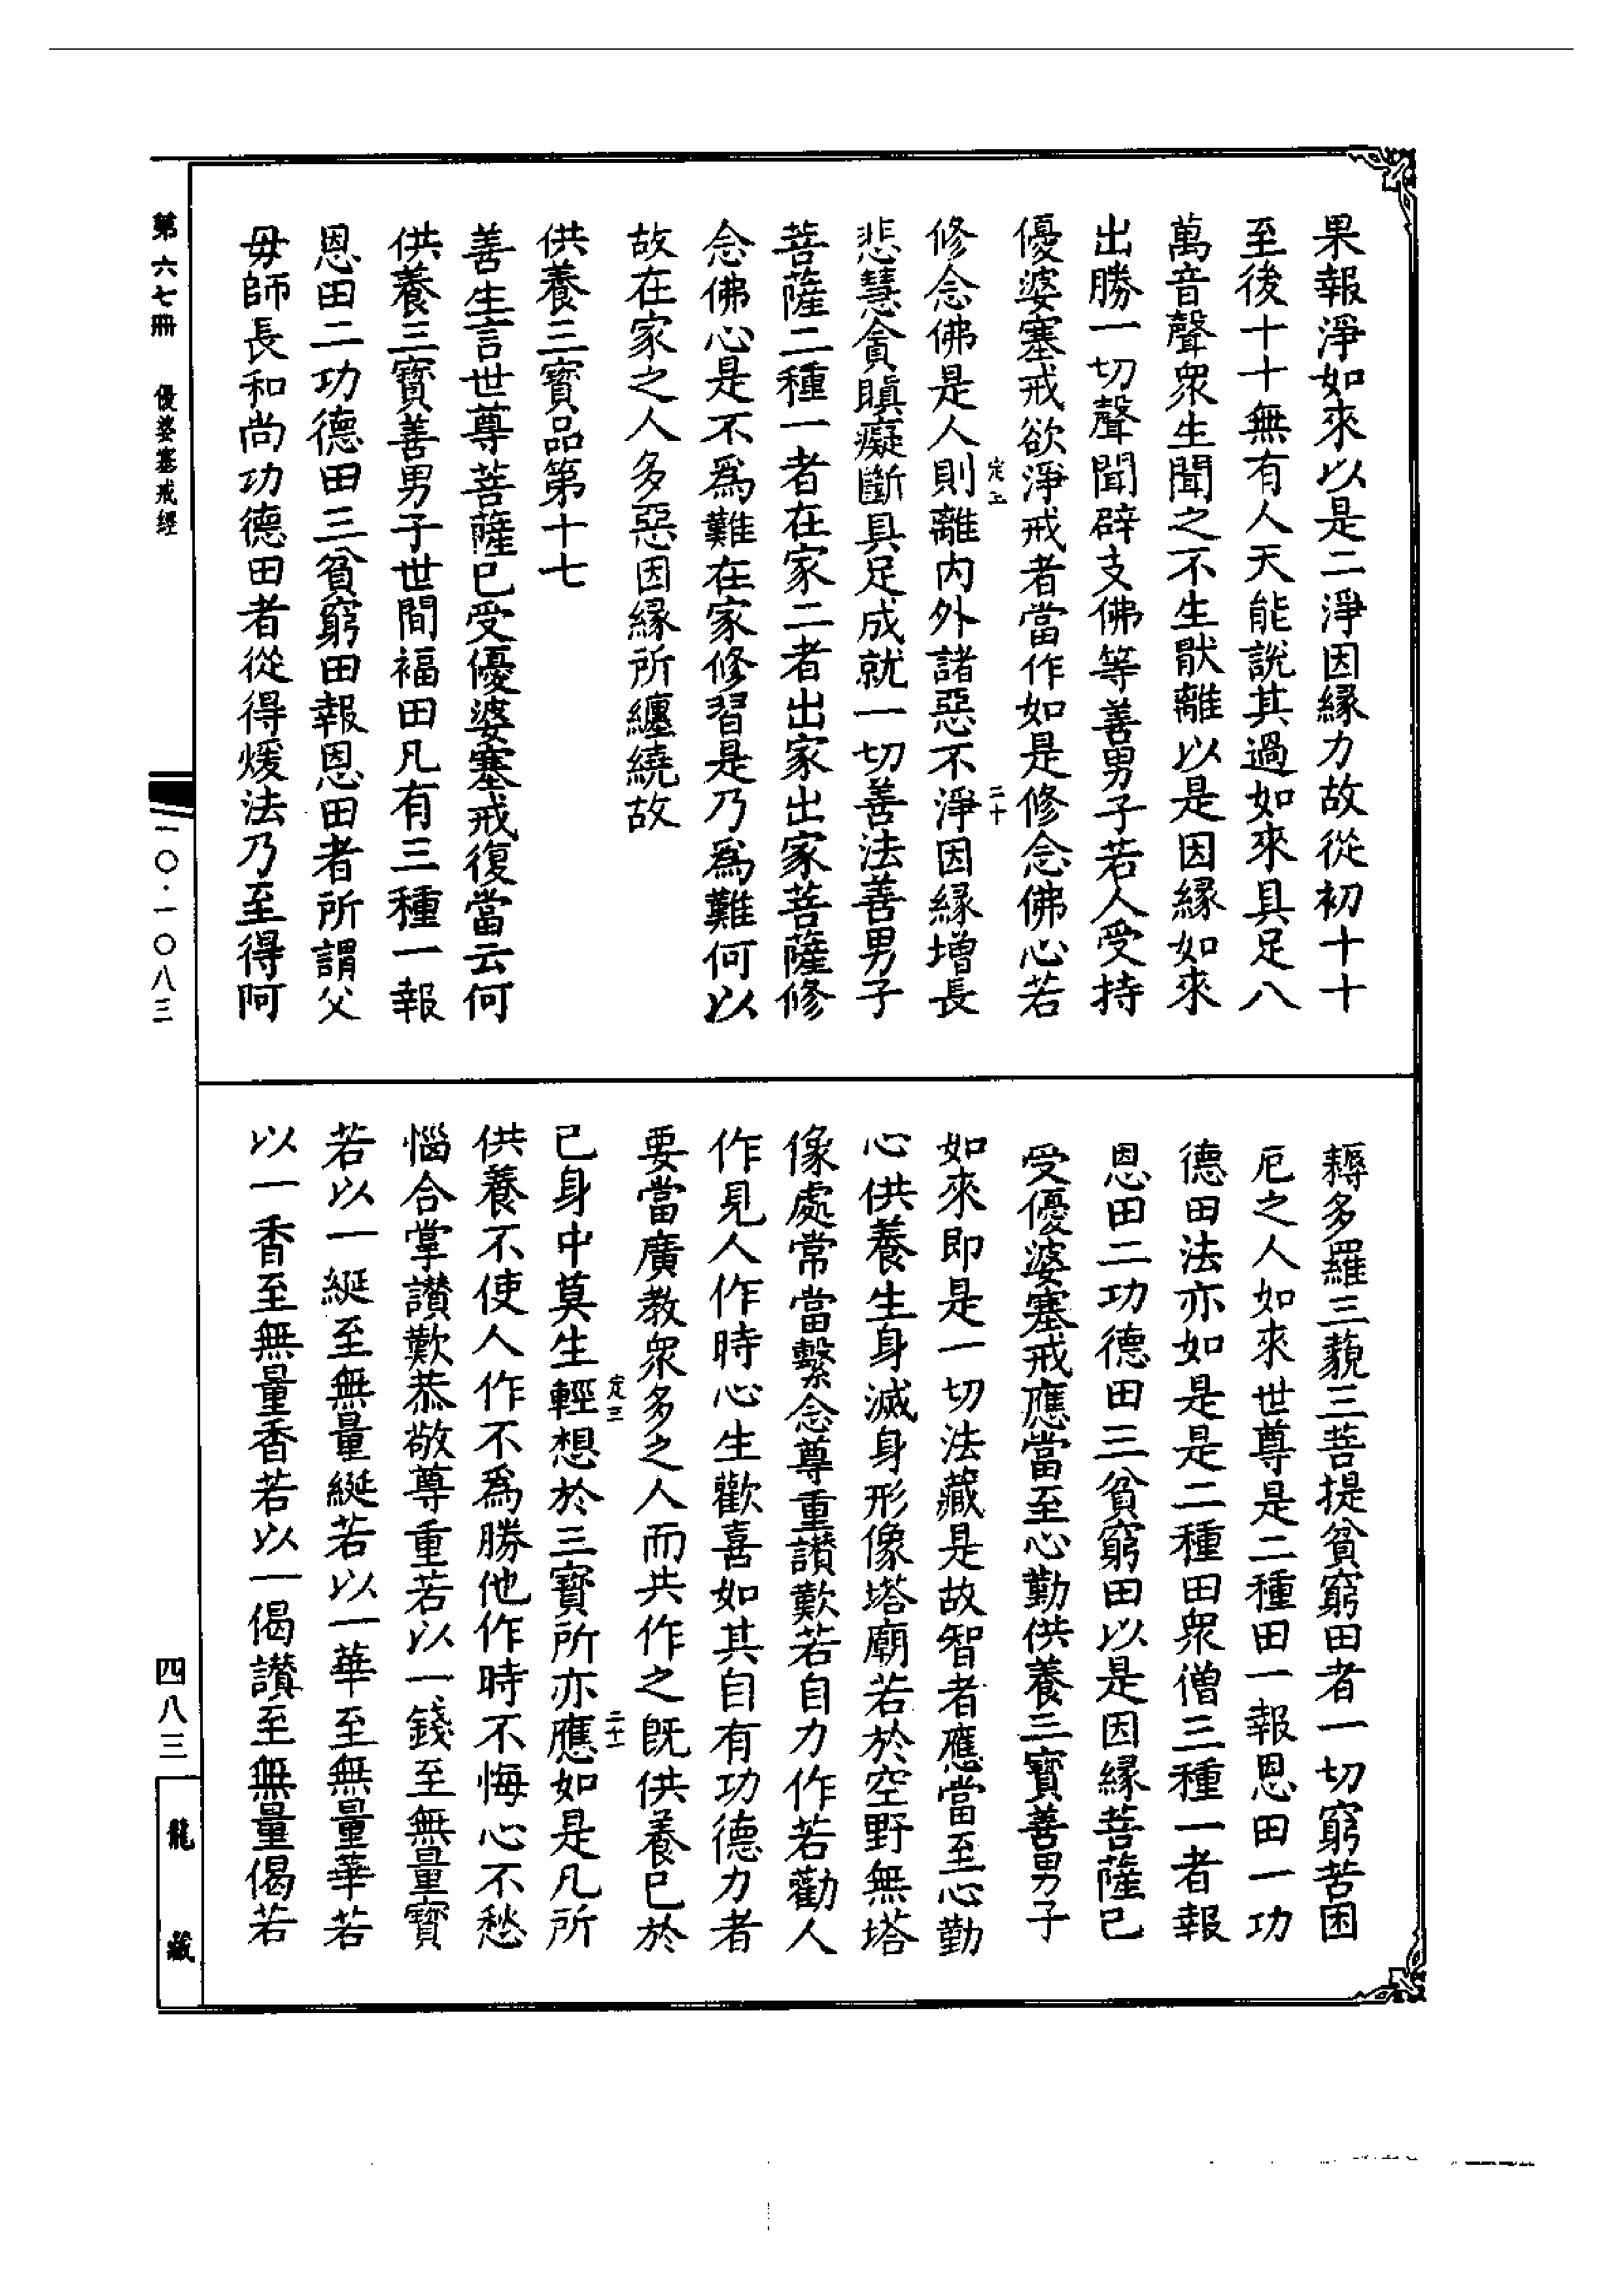 果報淨如來以是二淨因緣力故從初十十
至後十十無有人天能說其過如來具足八
萬音聲衆生聞之不生猒離以是因緣如來
出勝一切聲聞辟支佛等善男子若人受持
優婆塞戒欲淨戒者當作如是修念佛心若
修念佛是人則離內外諸惡不淨因緣增長
悲慧貪瞋癡斷具足成就一切善法善男子
菩薩二種一者在家二者出家出家菩薩修
念佛心是不爲難在家修習是乃爲難何以
故在家之人多惡因緣所纏繞故
供養三寶品第十七
善生言世尊菩薩已受優婆塞戒復當云何
供養三寶善男子世間福田凡有三種一報
恩田二功德田三貧窮田報恩田者所謂父
母師長和尚功德田者從得煖法乃至得阿
耨多羅三藐三菩提貧窮田者一切窮苦困
厄之人如來世尊是二種田一報恩田一功
德田法亦如是是二種田衆僧三種一者報
恩田二功德田三貧窮田以是因緣菩薩已
受優婆塞戒應當至心勤供養三寶善男子
如來即是一切法藏是故智者應當至心勤
心供養生身滅身形像塔廟若於空野無塔
像處常當繫念尊重讚歎若自力作若勸人
作見人作時心生歡喜如其自有功德力者
要當廣教衆多之人而共作之旣供養已於
已身中莫生輕想於三寶所亦應如是凡所
供養不使人作不爲勝他作時不悔心不愁
惱合掌讚歎恭敬尊重若以一錢至無量寶
若以一綖至無量綖若以一華至無量華若
以一香至無量香若以一偈讚至無量偈若
第六七冊 優婆塞戒經
一〇·一〇八三
四八三
龍藏